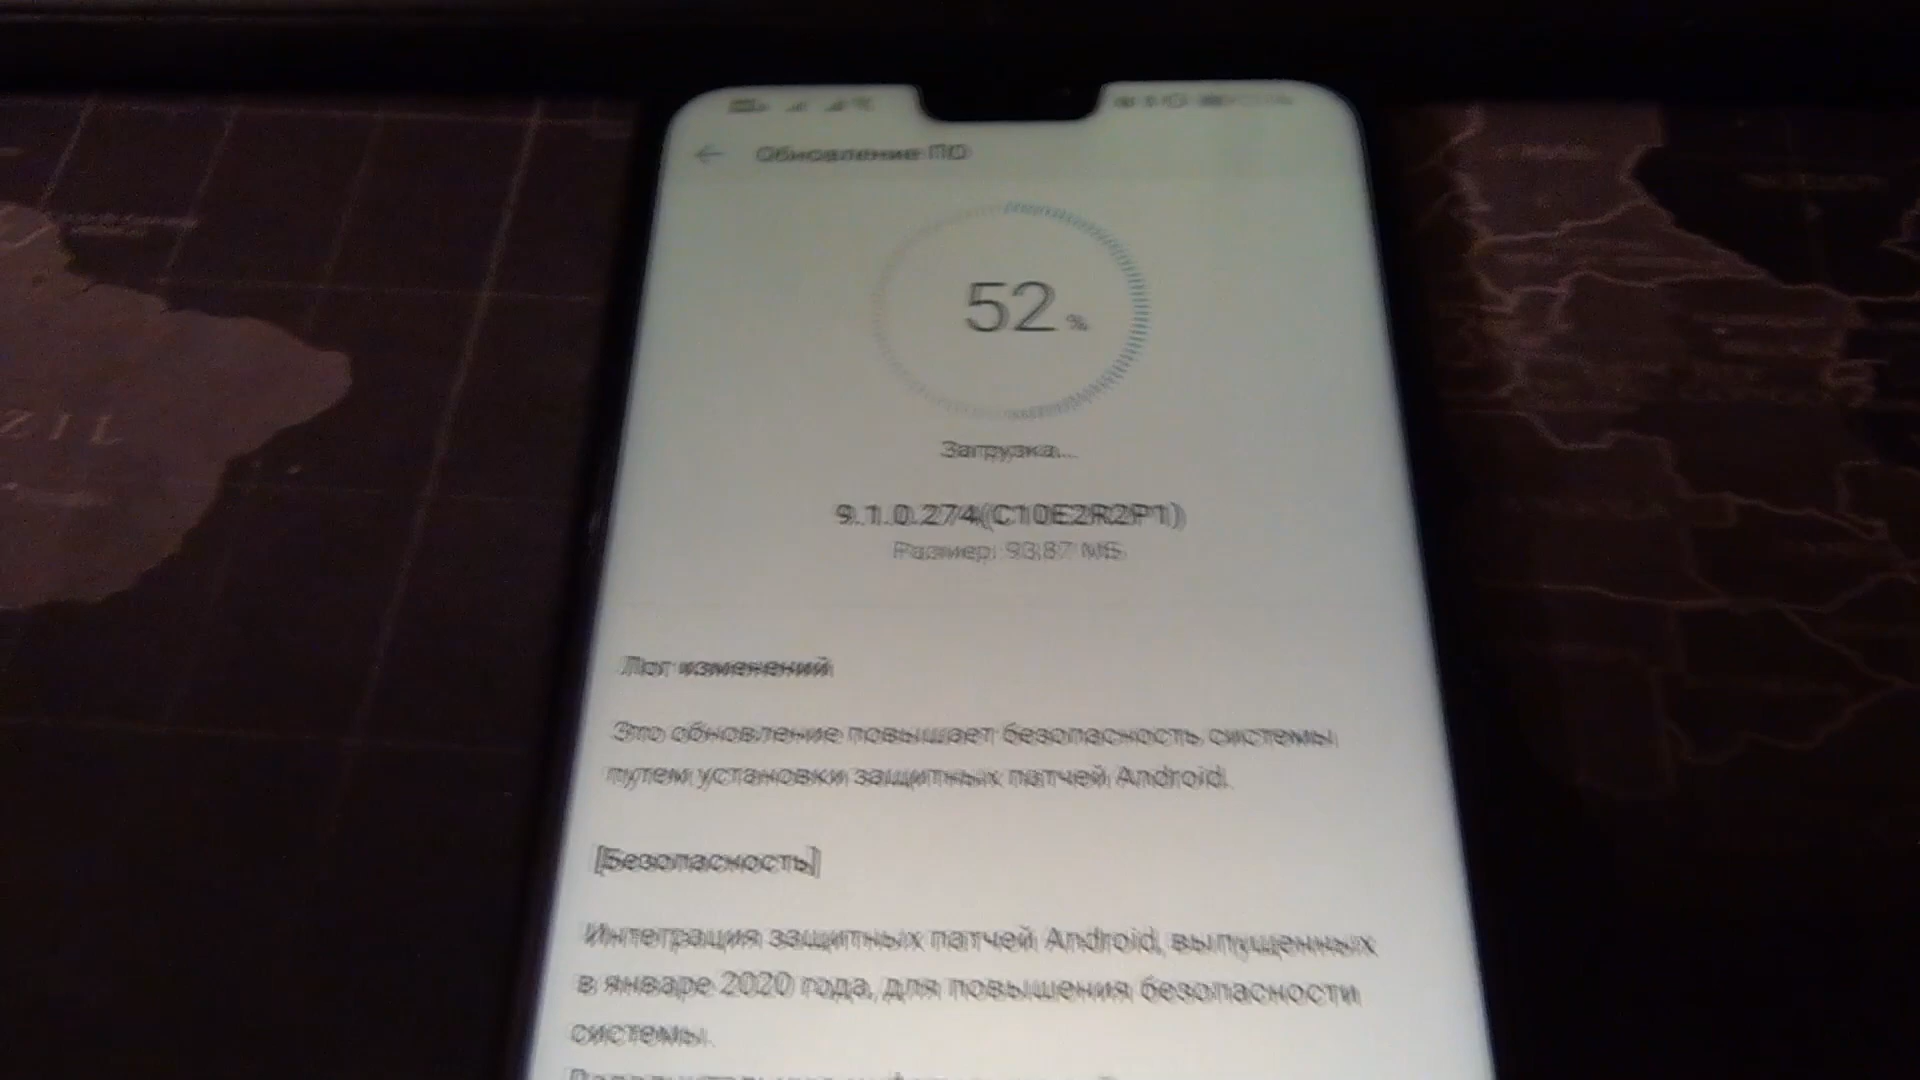 Обновление ПО
52 %
Загрузка...
9.1.0.274(C10E2R2P1)
Размер: 93,87 МБ
Лог изменений
Это обновление повышает безопасность системы
путем установки защитных патчей Android.
[Безопасность]
Интеграция защитных патчей Android, выпущенных
в январе 2020 года, для повышения безопасности
системы.
ZIL